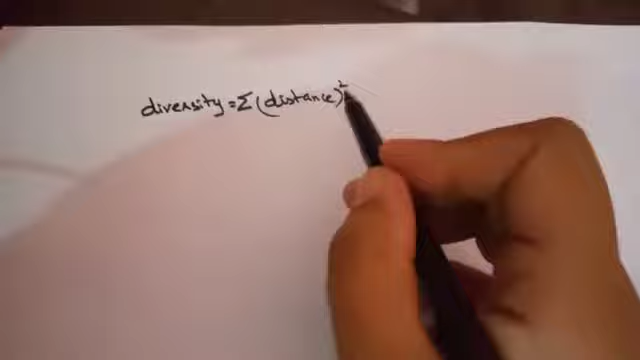 diversity = Σ (distance)²